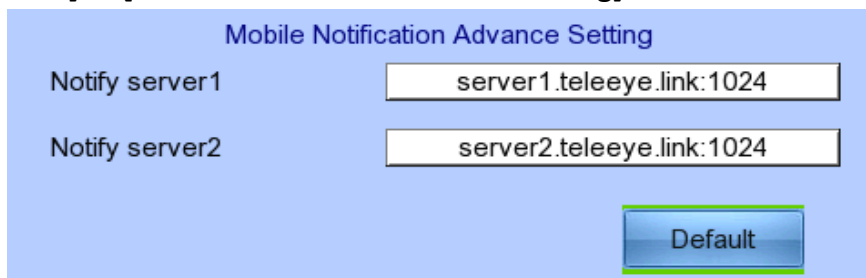 Mobile Notification Advance Setting
Notify server1 server1.teleeye.link:1024
Notify server2 server2.teleeye.link:1024
Default